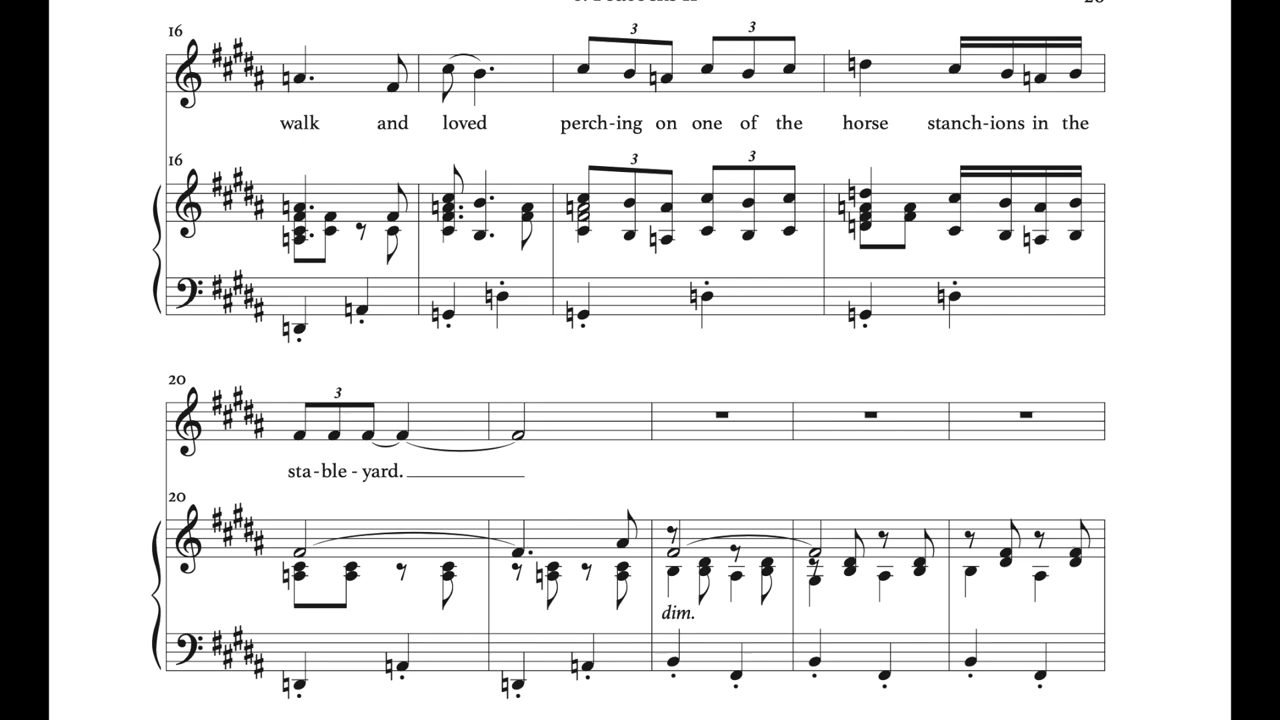 16
3 3
walk and loved perch-ing on one of the horse stanch-ions in the
16
3 3
20
3
sta-ble-yard.
20
dim.